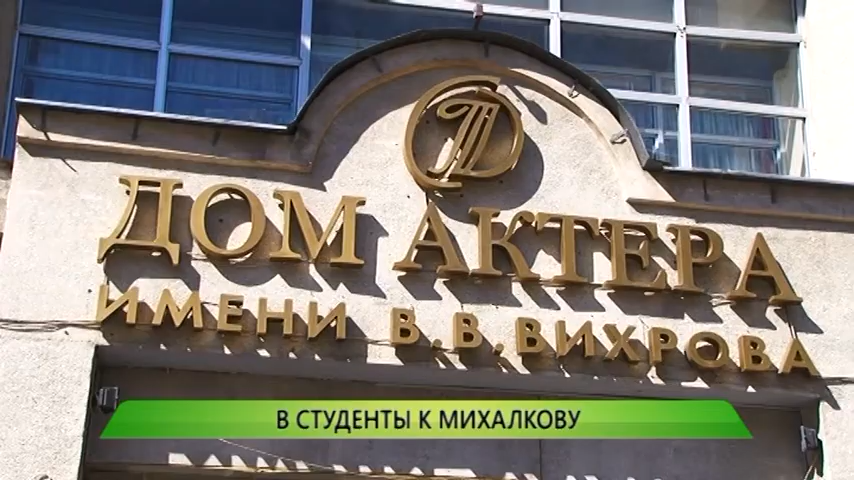 ДОМ АКТЕРА
ИМЕНИ В.В.ВИХРОВА
В СТУДЕНТЫ К МИХАЛКОВУ